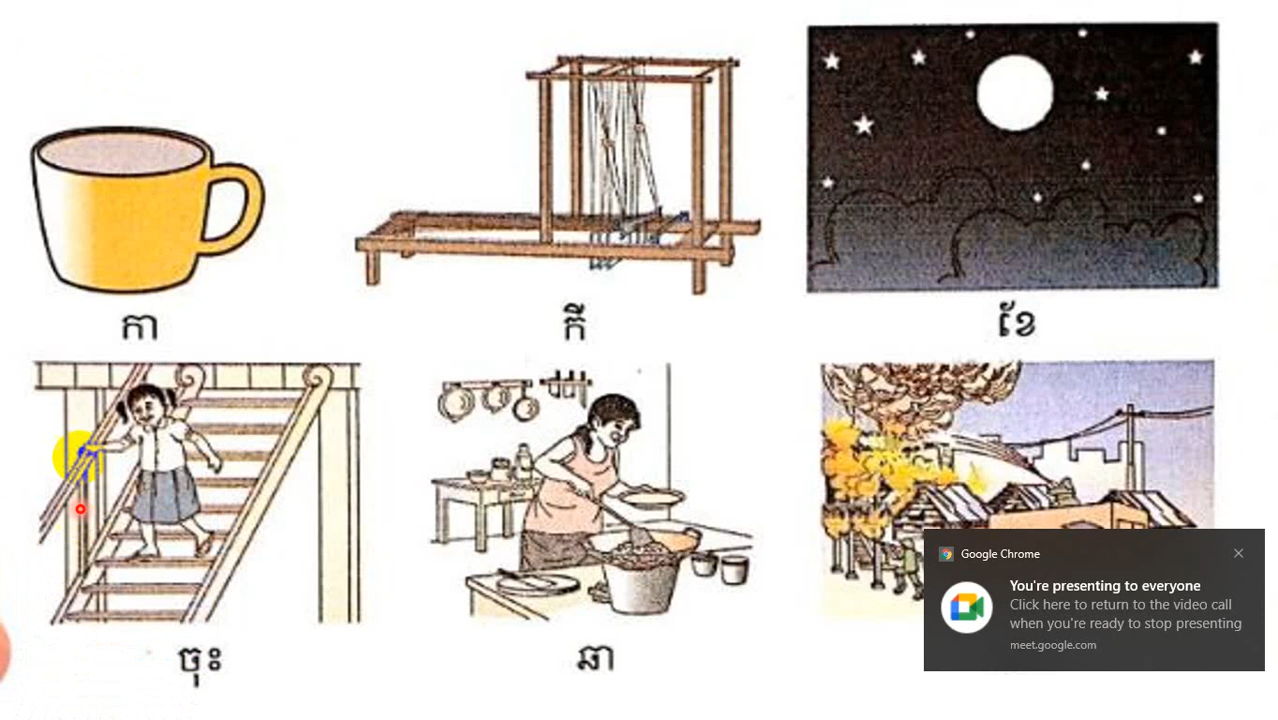 កា
កី
ខែ
ចុះ
ឆា
Google Chrome
You're presenting to everyone
Click here to return to the video call
when you're ready to stop presenting
meet.google.com